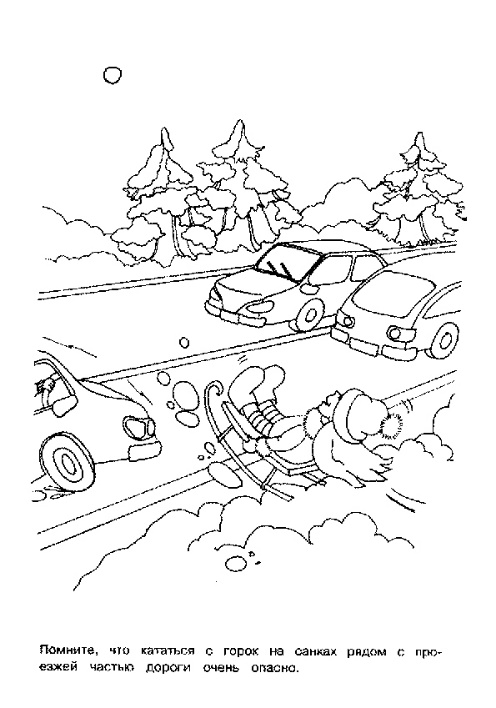 Помните, что кататься с горок на санках рядом с про-
езжей частью дороги очень опасно.